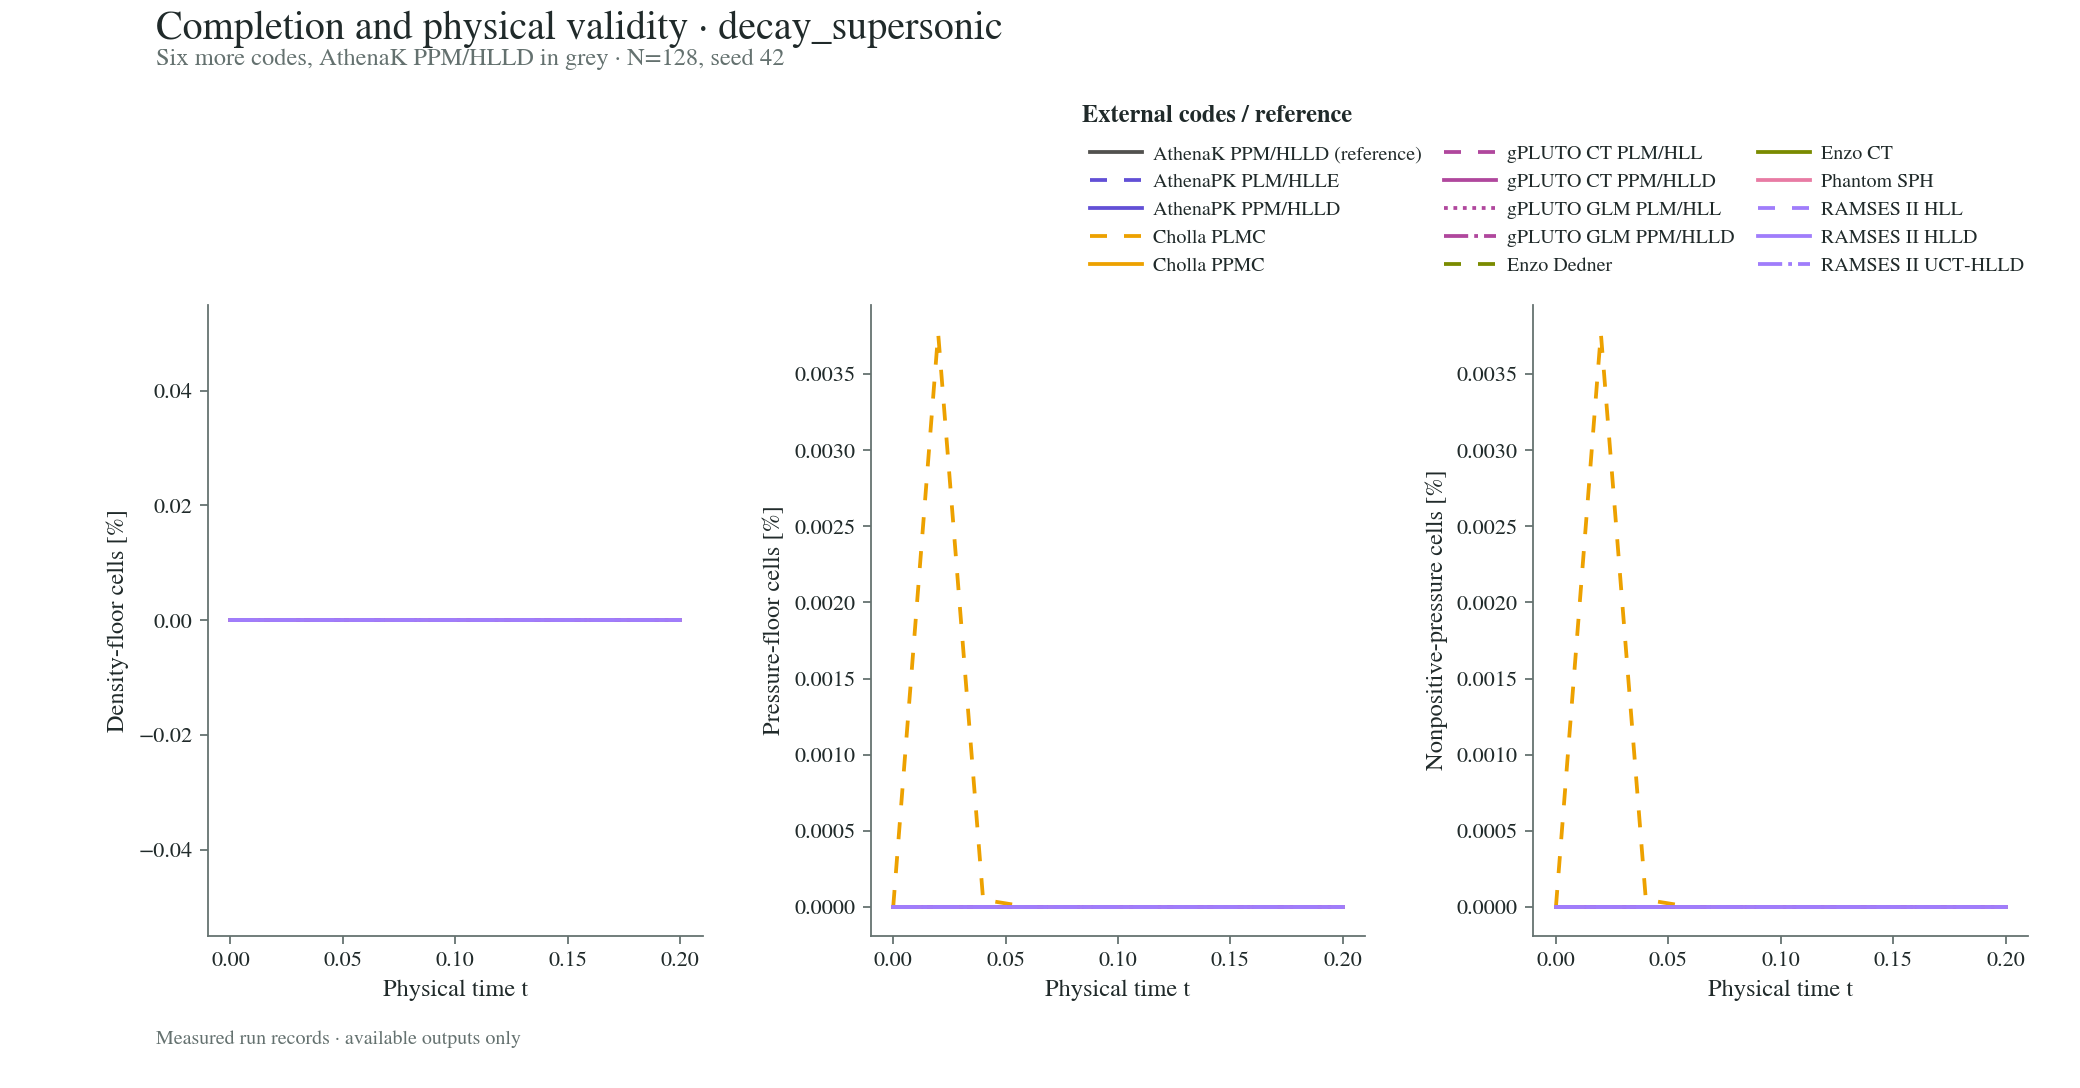 Completion and physical validity · decay_supersonic
Six more codes, AthenaK PPM/HLLD in grey · N=128, seed 42
External codes / reference
AthenaK PPM/HLLD (reference)
AthenaPK PLM/HLLE
AthenaPK PPM/HLLD
Cholla PLMC
Cholla PPMC
gPLUTO CT PLM/HLL
gPLUTO CT PPM/HLLD
gPLUTO GLM PLM/HLL
gPLUTO GLM PPM/HLLD
Enzo Dedner
Enzo CT
Phantom SPH
RAMSES II HLL
RAMSES II HLLD
RAMSES II UCT-HLLD
Density-floor cells [%]
0.04
0.02
0.00
−0.02
−0.04
0.00 0.05 0.10 0.15 0.20
Physical time t
Pressure-floor cells [%]
0.0035
0.0030
0.0025
0.0020
0.0015
0.0010
0.0005
0.0000
0.00 0.05 0.10 0.15 0.20
Physical time t
Nonpositive-pressure cells [%]
0.0035
0.0030
0.0025
0.0020
0.0015
0.0010
0.0005
0.0000
0.00 0.05 0.10 0.15 0.20
Physical time t
Measured run records · available outputs only